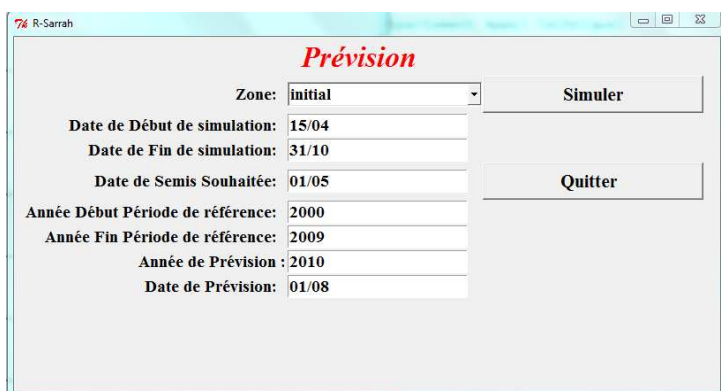 R-Sarrah
Prévision
Zone: initial Simuler
Date de Début de simulation: 15/04
Date de Fin de simulation: 31/10
Date de Semis Souhaitée: 01/05 Quitter
Année Début Période de référence: 2000
Année Fin Période de référence: 2009
Année de Prévision : 2010
Date de Prévision: 01/08